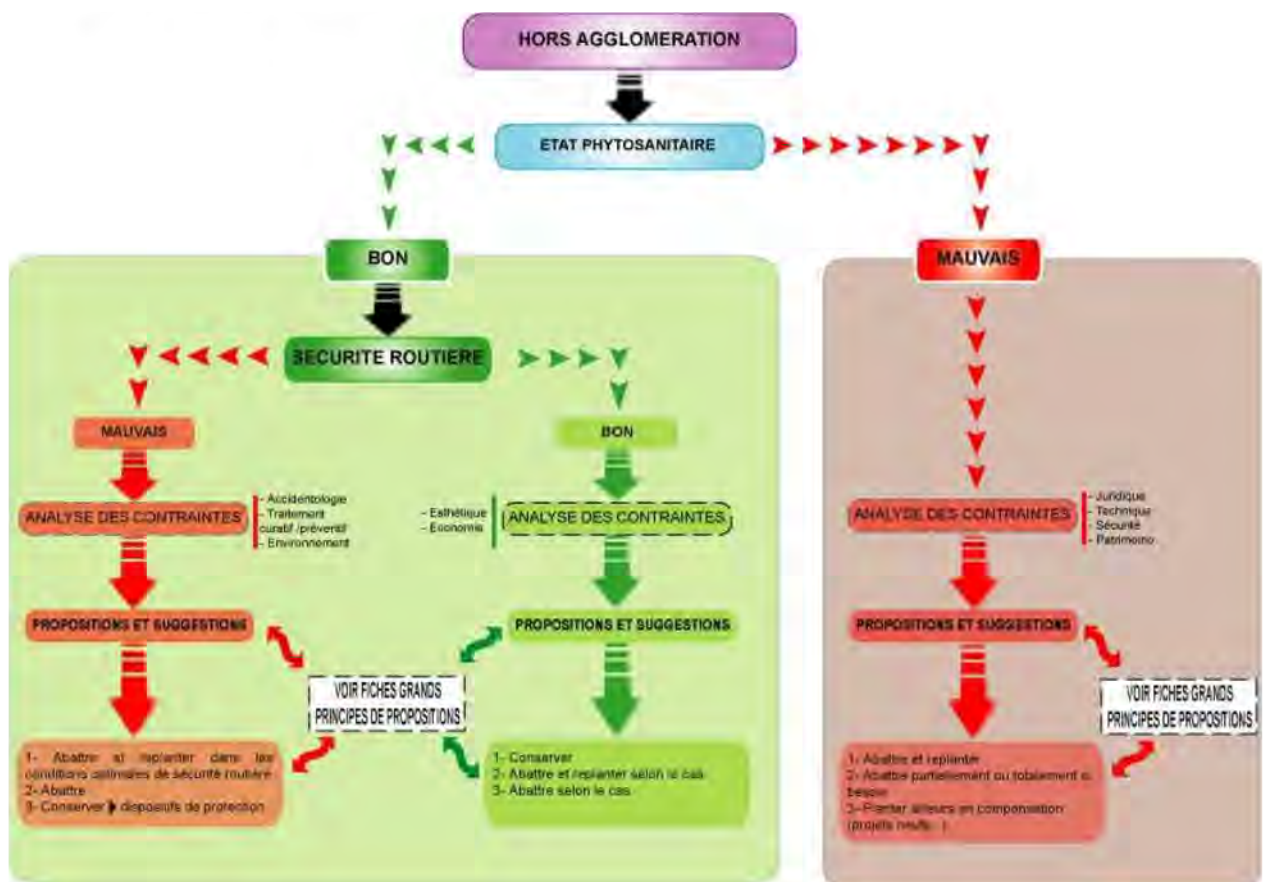 HORS AGGLOMERATION
ETAT PHYTOSANITAIRE
BON
MAUVAIS
SECURITE ROUTIERE
MAUVAIS
BON
ANALYSE DES CONTRAINTES
- Accidentologie
- Traitement
curatif /préventif
- Environnement
- Esthétique
- Economie
ANALYSE DES CONTRAINTES
ANALYSE DES CONTRAINTES
- Juridique
- Technique
- Sécurité
- Patrimoine
PROPOSITIONS ET SUGGESTIONS
PROPOSITIONS ET SUGGESTIONS
PROPOSITIONS ET SUGGESTIONS
VOIR FICHES GRANDS
PRINCIPES DE PROPOSITIONS
VOIR FICHES GRANDS
PRINCIPES DE PROPOSITIONS
1- Abattre et replanter dans les
conditions optimales de sécurité routière
2- Abattre
3- Conserver dispositifs de protection
1- Conserver
2- Abattre et replanter selon le cas
3- Abattre selon le cas
1- Abattre et replanter
2- Abattre partiellement ou totalement si
besoin
3- Planter ailleurs en compensation
(projets neufs...)